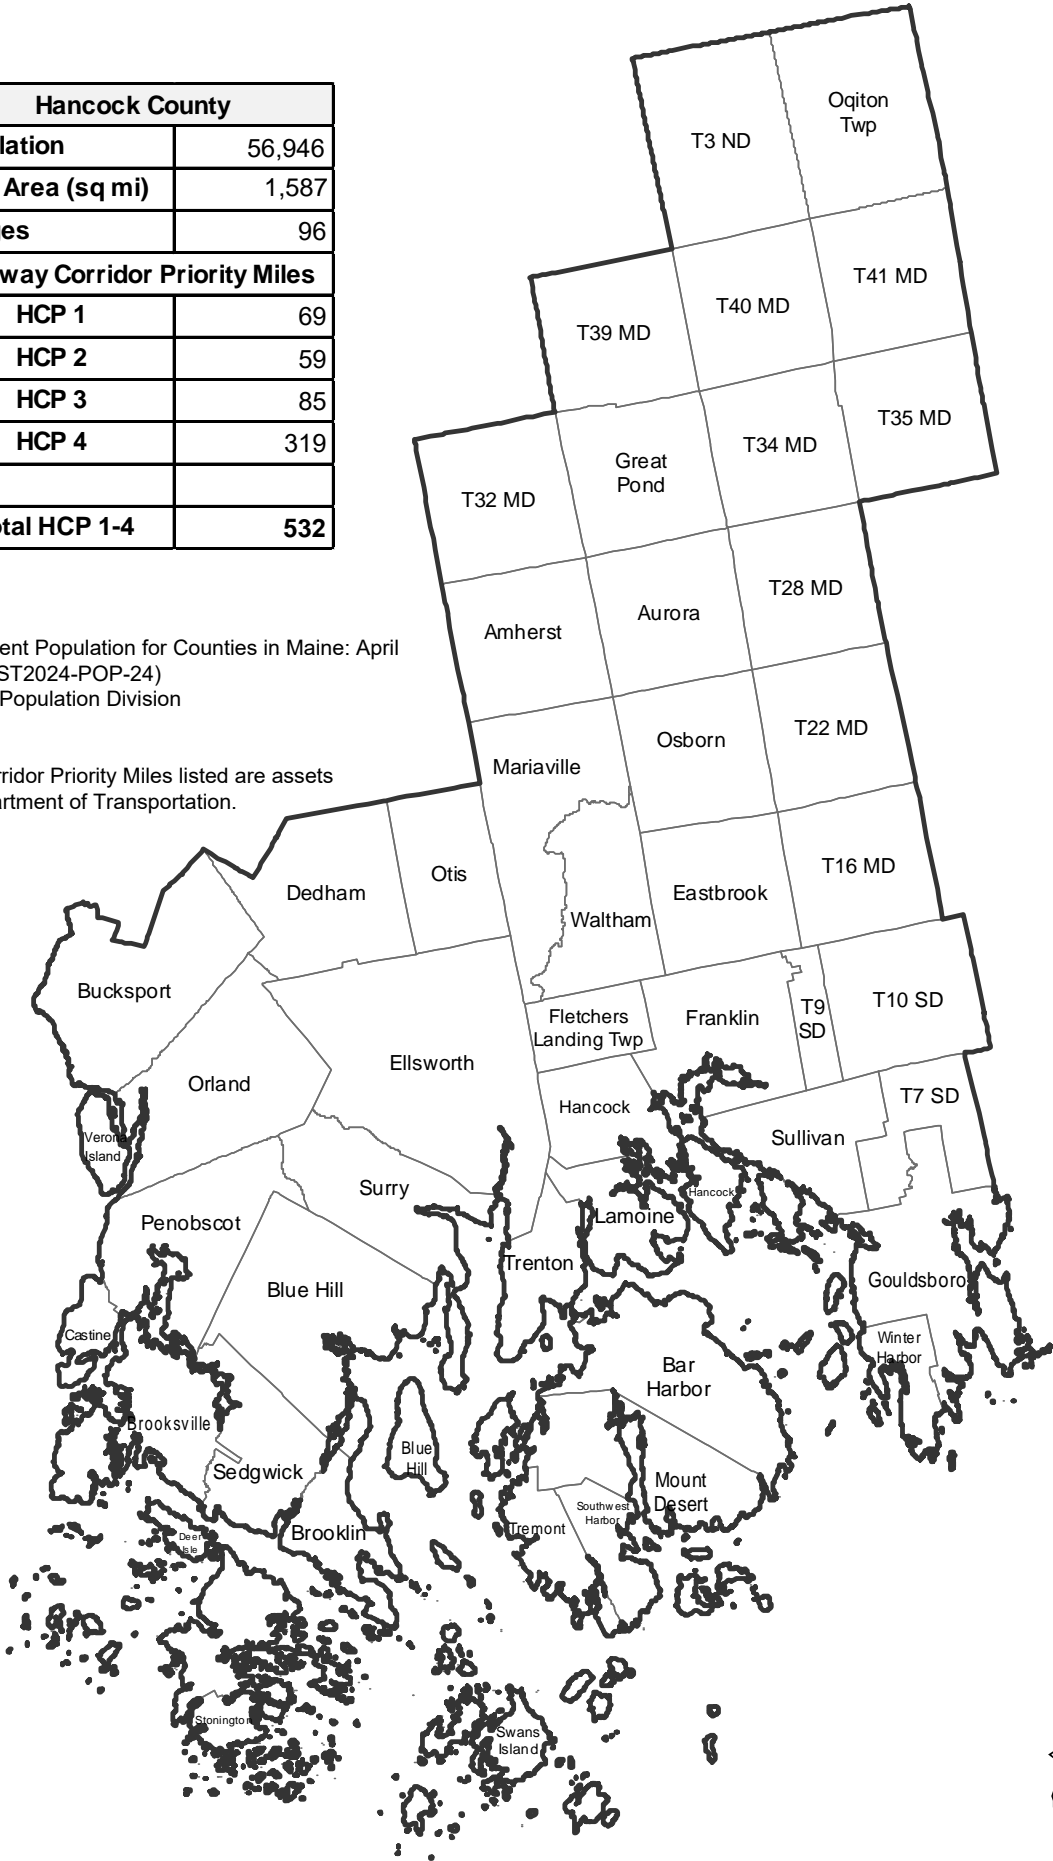 Hancock County
lation 56,946
Area (sq mi) 1,587
es 96
way Corridor Priority Miles
HCP 1 69
HCP 2 59
HCP 3 85
HCP 4 319
tal HCP 1-4 532
ent Population for Counties in Maine: April
ST2024-POP-24)
Population Division
rridor Priority Miles listed are assets
artment of Transportation.
Oqiton
Twp
T3 ND
T41 MD
T40 MD
T39 MD
T35 MD
T34 MD
Great
Pond
T32 MD
T28 MD
Aurora
Amherst
T22 MD
Osborn
Mariaville
T16 MD
Otis
Dedham
Eastbrook
Waltham
Bucksport
T10 SD
T9
SD
Fletchers
Landing Twp
Franklin
Ellsworth
Orland
T7 SD
Hancock
Sullivan
Verona
Island
Surry
Hancock
Lamoine
Penobscot
Trenton
Gouldsboro
Blue Hill
Castine
Winter
Harbor
Bar
Harbor
Brooksville
Blue
Hill
Sedgwick
Mount
Desert
Southwest
Harbor
Tremont
Brooklin
Deer
Isle
Stonington
Swans
Island